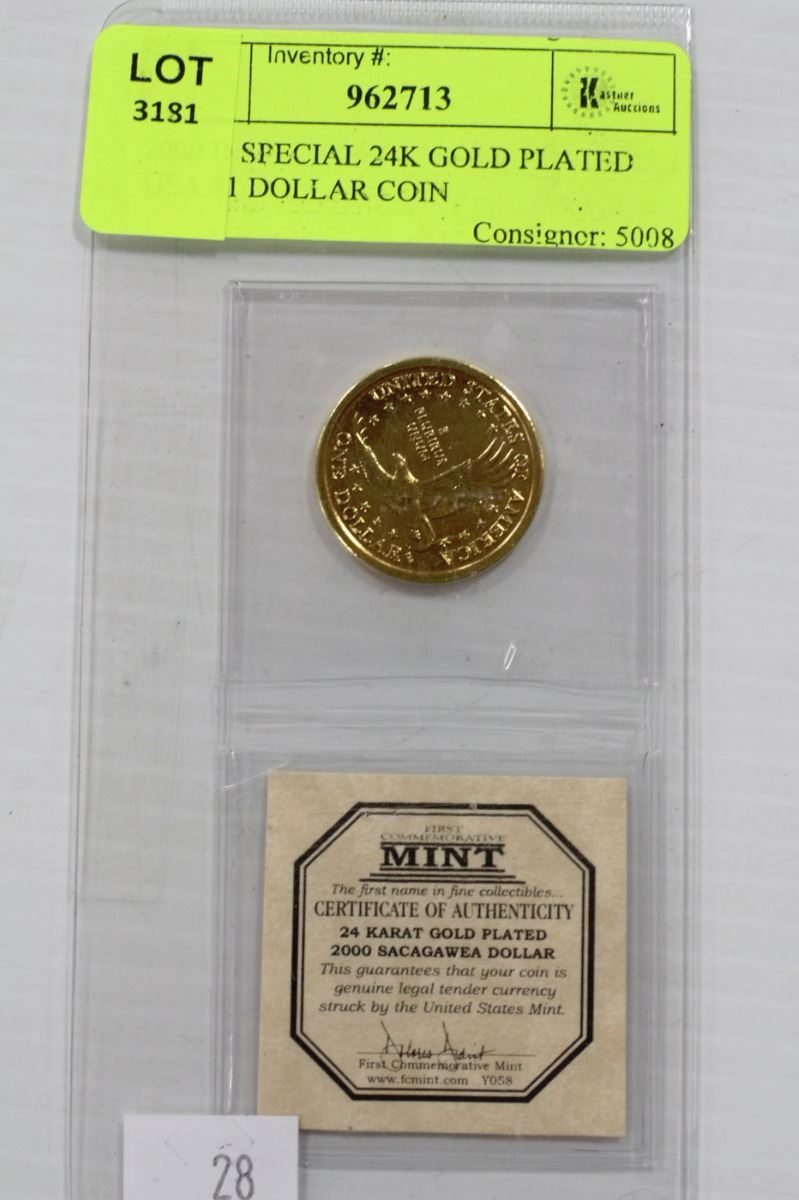 LOT
3181
Inventory #:
962713
Kastner
Auctions
SPECIAL 24K GOLD PLATED
1 DOLLAR COIN
Consigner: 5008
UNITED STATES OF AMERICA
E
PLURIBUS
UNUM
ONE DOLLAR
FIRST
COMMEMORATIVE
MINT
The first name in fine collectibles...
CERTIFICATE OF AUTHENTICITY
24 KARAT GOLD PLATED
2000 SACAGAWEA DOLLAR
This guarantees that your coin is
genuine legal tender currency
struck by the United States Mint.
First Commemorative Mint
www.fcmint.com Y058
28